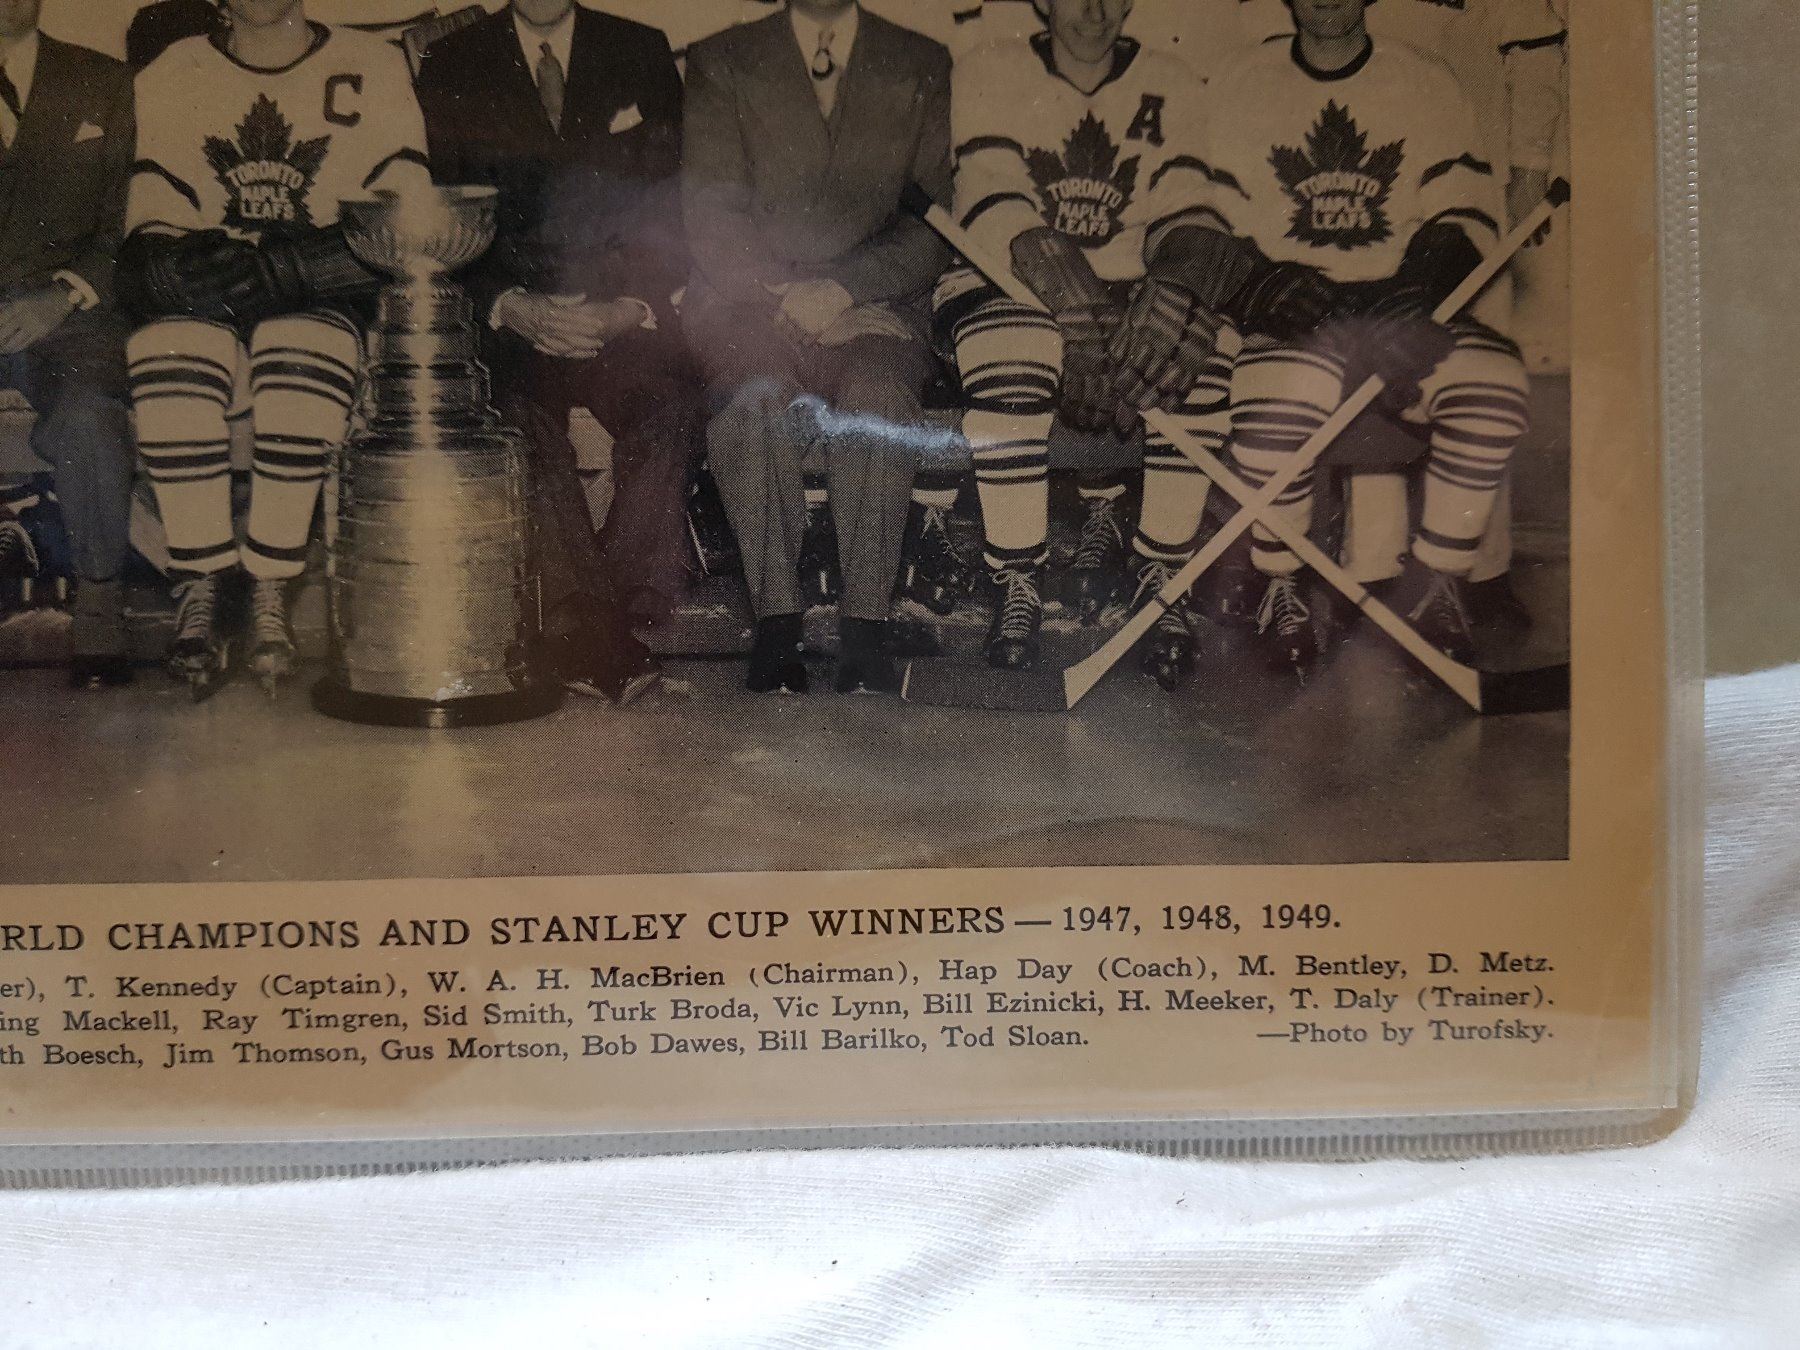 C
A
TORONTO
MAPLE
LEAFS
TORONTO
MAPLE
LEAFS
TORONTO
MAPLE
LEAFS
RLD CHAMPIONS AND STANLEY CUP WINNERS — 1947, 1948, 1949.
er), T. Kennedy (Captain), W. A. H. MacBrien (Chairman), Hap Day (Coach), M. Bentley, D. Metz.
ing Mackell, Ray Timgren, Sid Smith, Turk Broda, Vic Lynn, Bill Ezinicki, H. Meeker, T. Daly (Trainer).
th Boesch, Jim Thomson, Gus Mortson, Bob Dawes, Bill Barilko, Tod Sloan. —Photo by Turofsky.